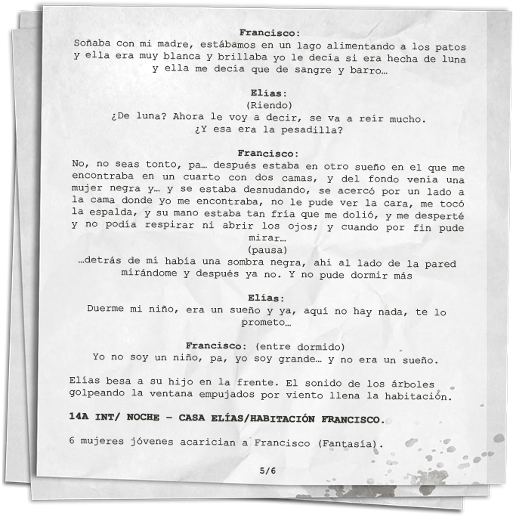 Francisco:
Soñaba con mi madre, estábamos en un lago alimentando a los patos
y ella era muy blanca y brillaba yo le decía si era hecha de luna
y ella me decía que de sangre y barro…
Elías:
(Riendo)
¿De luna? Ahora le voy a decir, se va a reír mucho.
¿Y esa era la pesadilla?
Francisco:
No, no seas tonto, pa… después estaba en otro sueño en el que me
encontraba en un cuarto con dos camas, y del fondo venía una
mujer negra y… y se estaba desnudando, se acercó por un lado a
la cama donde yo me encontraba, no le pude ver la cara, me tocó
la espalda, y su mano estaba tan fría que me dolió, y me desperté
y no podía respirar ni abrir los ojos; y cuando por fin pude
mirar…
(pausa)
…detrás de mí había una sombra negra, ahí al lado de la pared
mirándome y después ya no. Y no pude dormir más
Elías:
Duerme mi niño, era un sueño y ya, aquí no hay nada, te lo
prometo…
Francisco: (entre dormido)
Yo no soy un niño, pa, yo soy grande… y no era un sueño.
Elías besa a su hijo en la frente. El sonido de los árboles
golpeando la ventana empujados por viento llena la habitación.
14A INT/ NOCHE – CASA ELÍAS/HABITACIÓN FRANCISCO.
6 mujeres jóvenes acarician a Francisco (Fantasía).
5/6